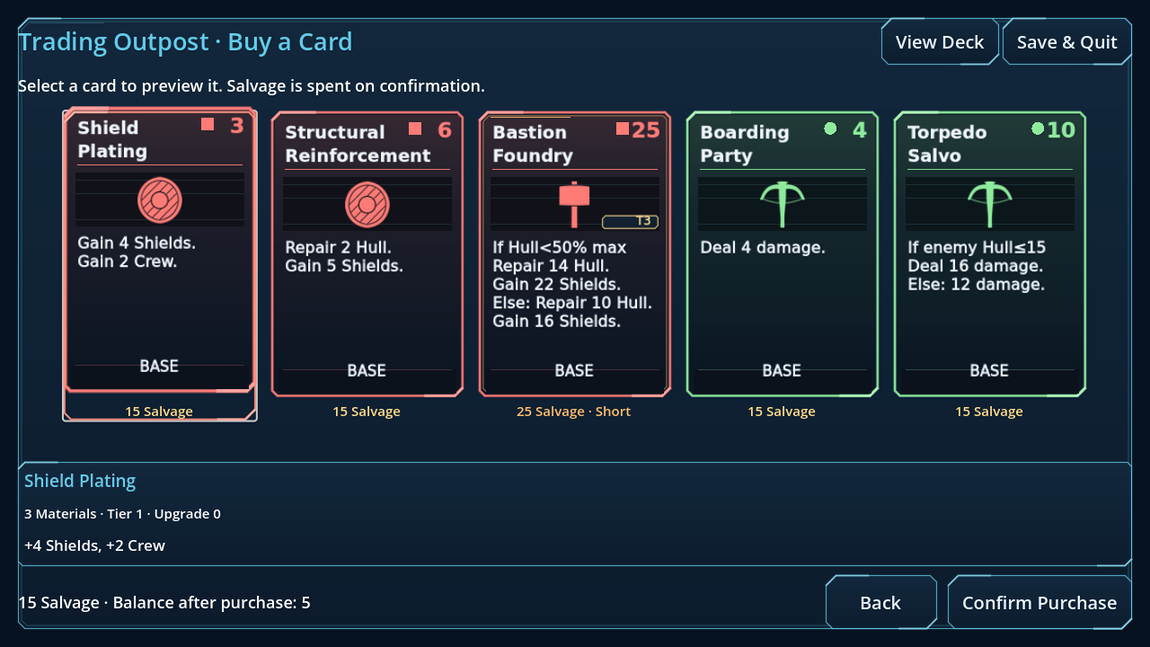 Trading Outpost · Buy a Card
View Deck
Save & Quit
Select a card to preview it. Salvage is spent on confirmation.
Shield
Plating
3
Gain 4 Shields.
Gain 2 Crew.
BASE
15 Salvage
Structural
Reinforcement
6
Repair 2 Hull.
Gain 5 Shields.
BASE
15 Salvage
Bastion
Foundry
25
T3
If Hull<50% max
Repair 14 Hull.
Gain 22 Shields.
Else: Repair 10 Hull.
Gain 16 Shields.
BASE
25 Salvage · Short
Boarding
Party
4
Deal 4 damage.
BASE
15 Salvage
Torpedo
Salvo
10
If enemy Hull≤15
Deal 16 damage.
Else: 12 damage.
BASE
15 Salvage
Shield Plating
3 Materials · Tier 1 · Upgrade 0
+4 Shields, +2 Crew
15 Salvage · Balance after purchase: 5
Back
Confirm Purchase